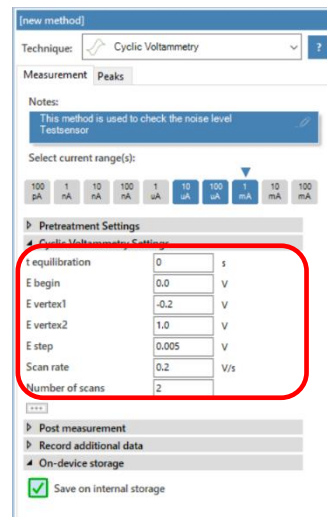 [new method]
Technique: Cyclic Voltammetry ?
Measurement Peaks
Notes:
This method is used to check the noise level
Testsensor
Select current range(s):
100 pA 1 nA 10 nA 100 nA 1 uA 10 uA 100 uA 1 mA 10 mA 100 mA
Pretreatment Settings
Cyclic Voltammetry Settings
t equilibration 0 s
E begin 0.0 V
E vertex1 -0.2 V
E vertex2 1.0 V
E step 0.005 V
Scan rate 0.2 V/s
Number of scans 2
Post measurement
Record additional data
On-device storage
Save on internal storage